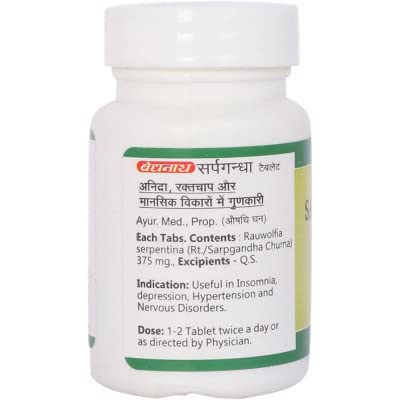 बैद्यनाथ सर्पगन्धा टैबलेट
अनिद्रा, रक्तचाप और
मानसिक विकारों में गुणकारी
Ayur. Med., Prop. (औषधि घन)
Each Tabs. Contents : Rauwolfia
serpentina (Rt./Sarpgandha Churna)
375 mg., Excipients - Q.S.
Indication: Useful in Insomnia,
depression, Hypertension and
Nervous Disorders.
Dose: 1-2 Tablet twice a day or
as directed by Physician.